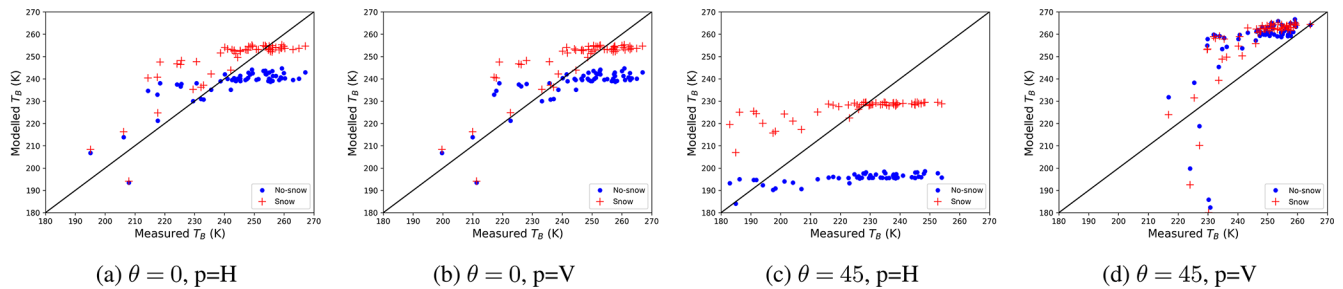 270
260
250
240
230
220
210
200
190
180
Modelled T_B (K)
180 190 200 210 220 230 240 250 260 270
Measured T_B (K)
No-snow
Snow
(a) θ = 0, p=H
270
260
250
240
230
220
210
200
190
180
Modelled T_B (K)
180 190 200 210 220 230 240 250 260 270
Measured T_B (K)
No-snow
Snow
(b) θ = 0, p=V
270
260
250
240
230
220
210
200
190
180
Modelled T_B (K)
180 190 200 210 220 230 240 250 260 270
Measured T_B (K)
No-snow
Snow
(c) θ = 45, p=H
270
260
250
240
230
220
210
200
190
180
Modelled T_B (K)
180 190 200 210 220 230 240 250 260 270
Measured T_B (K)
No-snow
Snow
(d) θ = 45, p=V